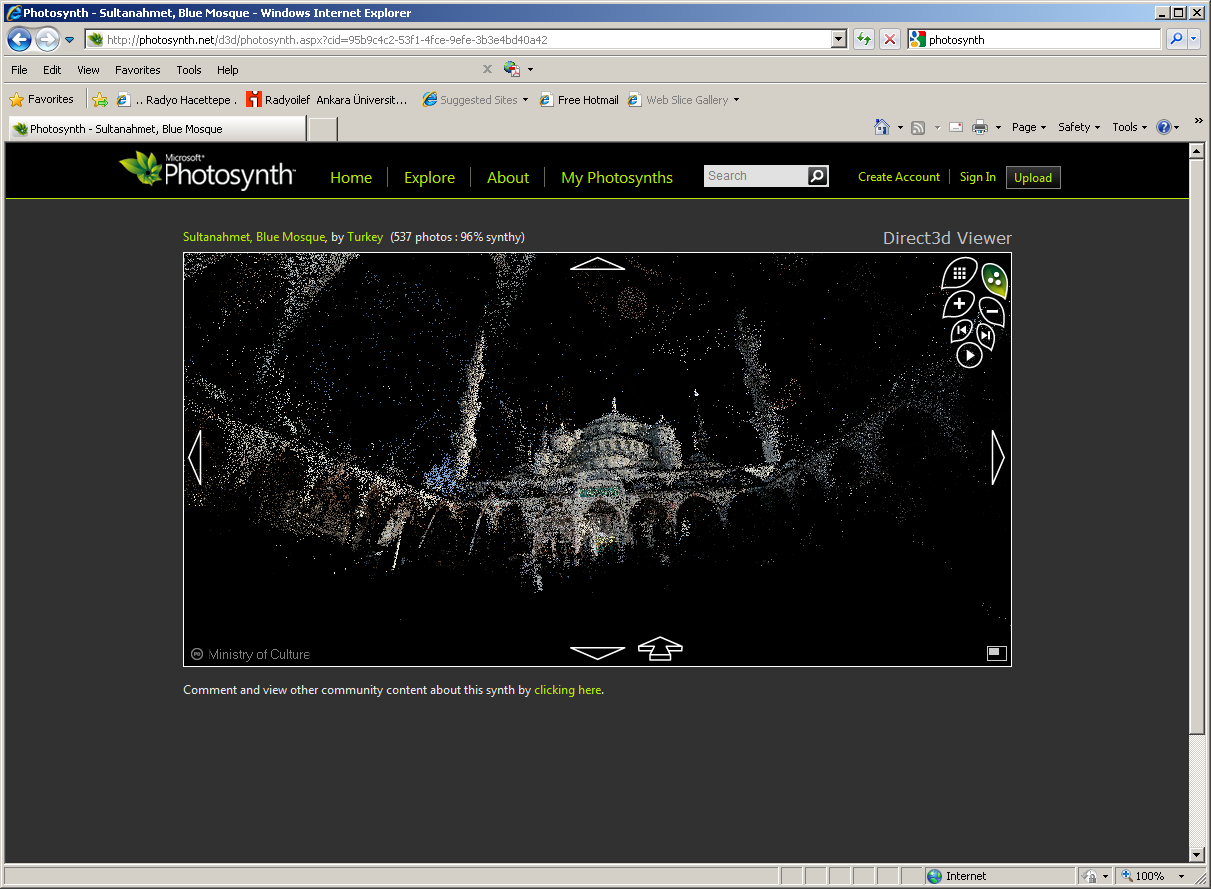 Photosynth - Sultanahmet, Blue Mosque - Windows Internet Explorer
http://photosynth.net/d3d/photosynth.aspx?cid=95b9c4c2-53f1-4fce-9efe-3b3e4bd40a42
photosynth
File Edit View Favorites Tools Help
Favorites .. Radyo Hacettepe . Radyoilef Ankara Üniversit... Suggested Sites Free Hotmail Web Slice Gallery
Photosynth - Sultanahmet, Blue Mosque
Page Safety Tools
Microsoft®
Photosynth™
Home Explore About My Photosynths Search Create Account Sign In Upload
Sultanahmet, Blue Mosque, by Turkey (537 photos : 96% synthy)
Direct3d Viewer
Ministry of Culture
Comment and view other community content about this synth by clicking here.
Internet 100%